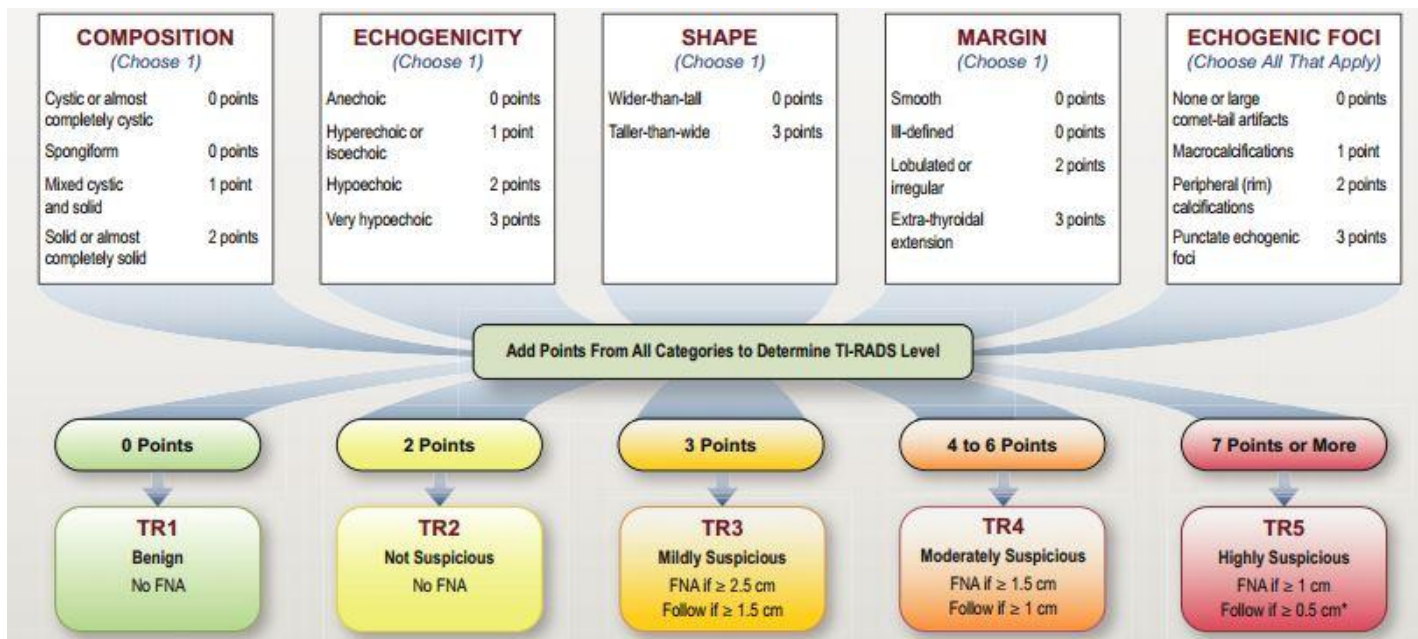 COMPOSITION
(Choose 1)
Cystic or almost completely cystic 0 points
Spongiform 0 points
Mixed cystic and solid 1 point
Solid or almost completely solid 2 points
ECHOGENICITY
(Choose 1)
Anechoic 0 points
Hyperechoic or isoechoic 1 point
Hypoechoic 2 points
Very hypoechoic 3 points
SHAPE
(Choose 1)
Wider-than-tall 0 points
Taller-than-wide 3 points
MARGIN
(Choose 1)
Smooth 0 points
Ill-defined 0 points
Lobulated or irregular 2 points
Extra-thyroidal extension 3 points
ECHOGENIC FOCI
(Choose All That Apply)
None or large comet-tail artifacts 0 points
Macrocalcifications 1 point
Peripheral (rim) calcifications 2 points
Punctate echogenic foci 3 points
Add Points From All Categories to Determine TI-RADS Level
0 Points
2 Points
3 Points
4 to 6 Points
7 Points or More
TR1
Benign
No FNA
TR2
Not Suspicious
No FNA
TR3
Mildly Suspicious
FNA if ≥ 2.5 cm
Follow if ≥ 1.5 cm
TR4
Moderately Suspicious
FNA if ≥ 1.5 cm
Follow if ≥ 1 cm
TR5
Highly Suspicious
FNA if ≥ 1 cm
Follow if ≥ 0.5 cm*